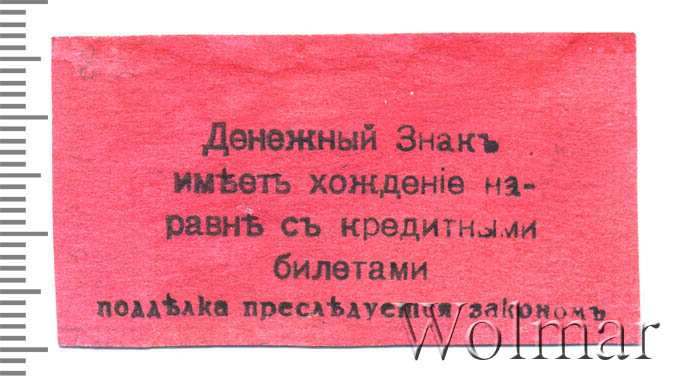 Денежный Знакъ
имѣетъ хожденіе на-
равнѣ съ кредитными
билетами
поддѣлка преслѣдуется закономъ
Wolmar